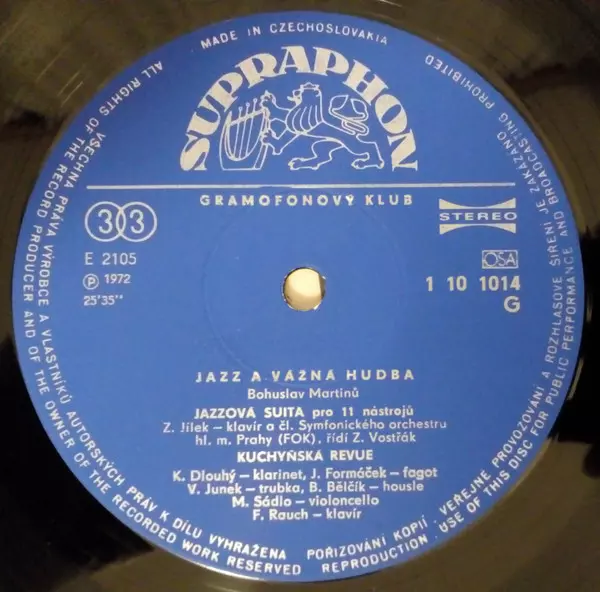 MADE IN CZECHOSLOVAKIA
SUPRAPHON
GRAMOFONOVÝ KLUB
33
STEREO
E 2105
Ⓟ 1972
25'35''
OSA
1 10 1014
G
JAZZ A VÁŽNÁ HUDBA
Bohuslav Martinů
JAZZOVÁ SUITA pro 11 nástrojů
Z. Jílek – klavír a čl. Symfonického orchestru
hl. m. Prahy (FOK), řídí Z. Vostřák
KUCHYŇSKÁ REVUE
K. Dlouhý – klarinet, J. Formáček – fagot
V. Junek – trubka, B. Bělčík – housle
M. Sádlo – violoncello
F. Rauch – klavír
VŠECHNA PRÁVA VÝROBCE A VLASTNÍKŮ AUTORSKÝCH PRÁV K DÍLU VYHRAŽENA
ALL RIGHTS OF THE RECORD PRODUCER AND OF THE OWNER OF THE RECORDED WORK RESERVED
POŘIZOVÁNÍ KOPIÍ, VEŘEJNÉ PROVOZOVÁNÍ A ROZHLASOVÉ ŠÍŘENÍ JE ZAKÁZÁNO
REPRODUCTION – USE OF THIS DISC FOR PUBLIC PERFORMANCE AND BROADCASTING PROHIBITED